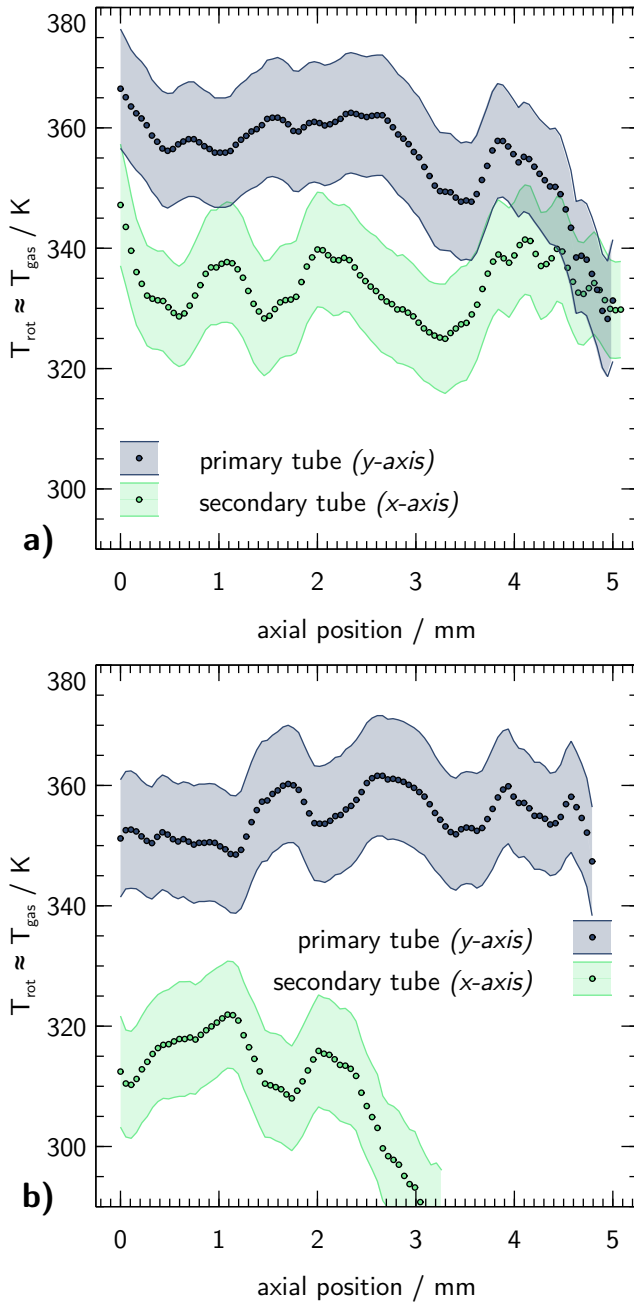 380
360
340
320
300
T_rot ≈ T_gas / K
primary tube (y-axis)
secondary tube (x-axis)
a)
0 1 2 3 4 5
axial position / mm
380
360
340
320
300
T_rot ≈ T_gas / K
primary tube (y-axis)
secondary tube (x-axis)
b)
0 1 2 3 4 5
axial position / mm